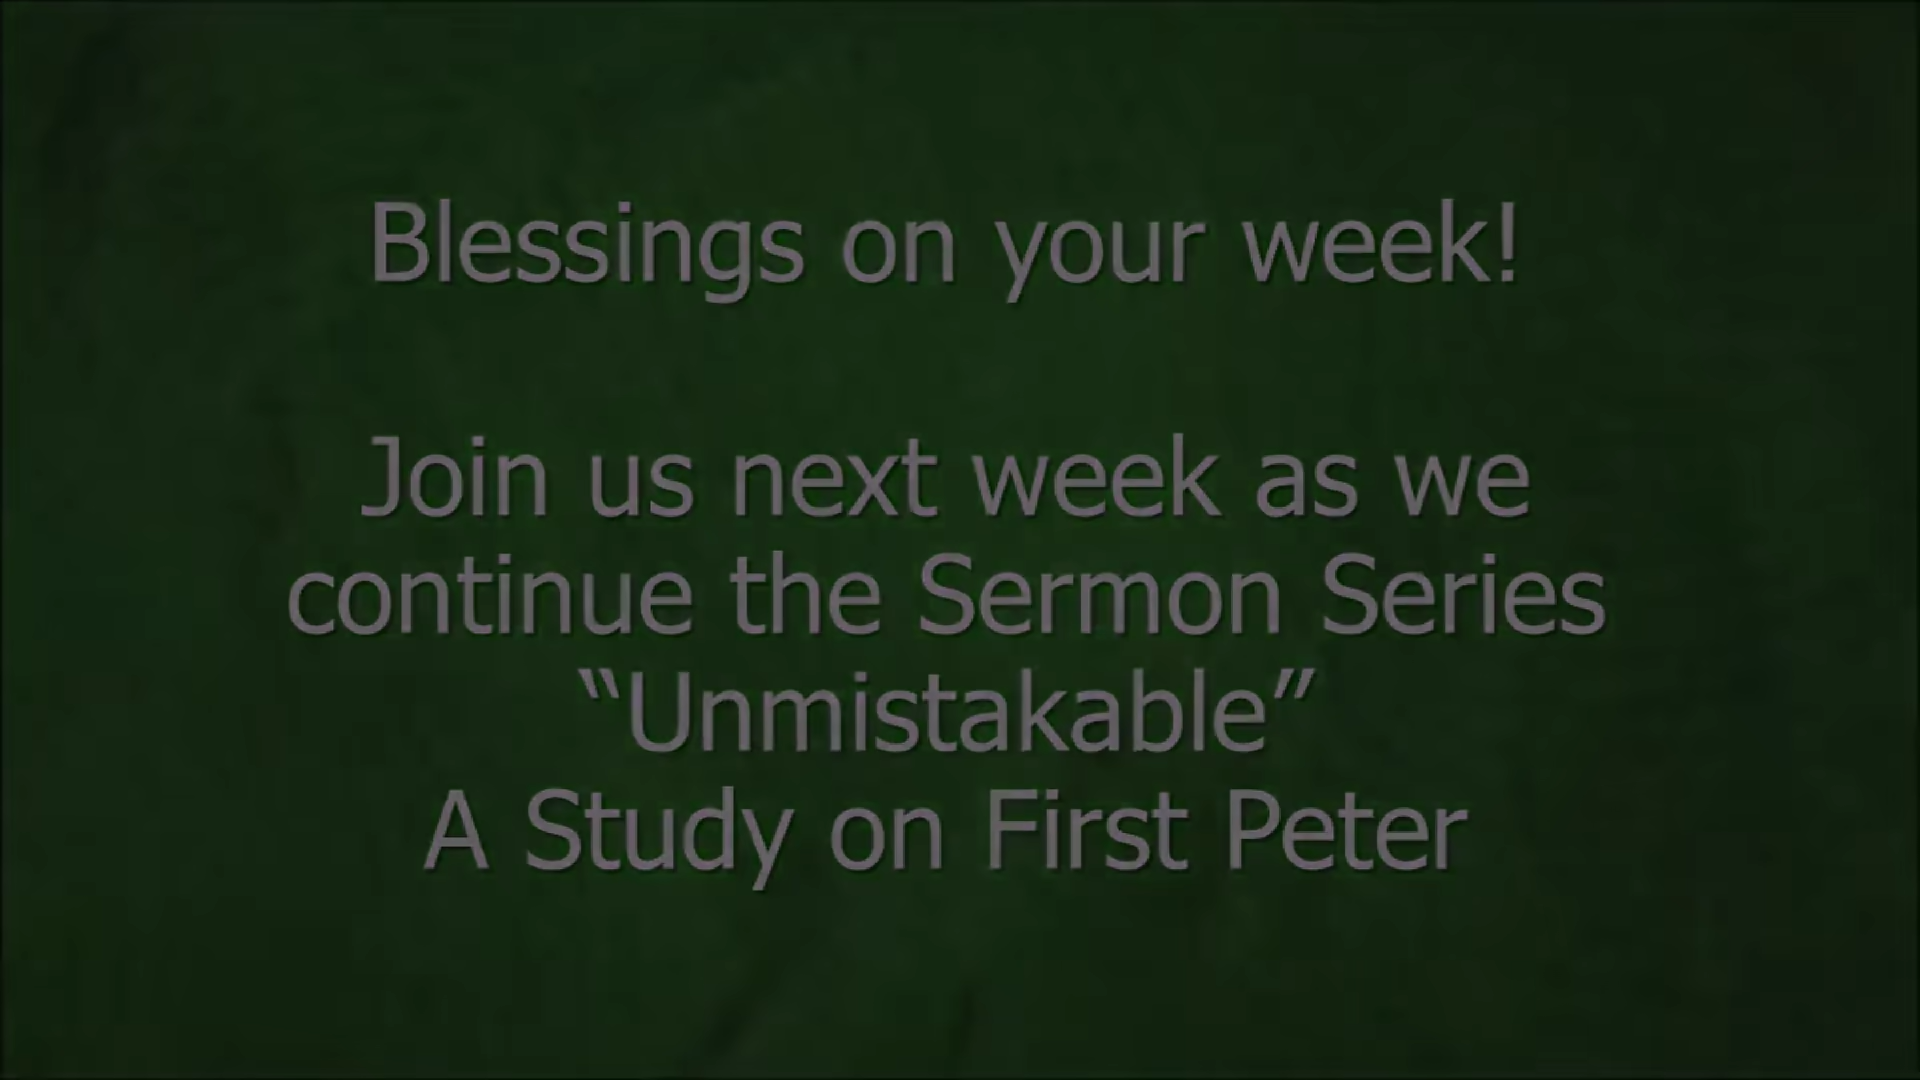 Blessings on your week!
Join us next week as we
continue the Sermon Series
“Unmistakable”
A Study on First Peter